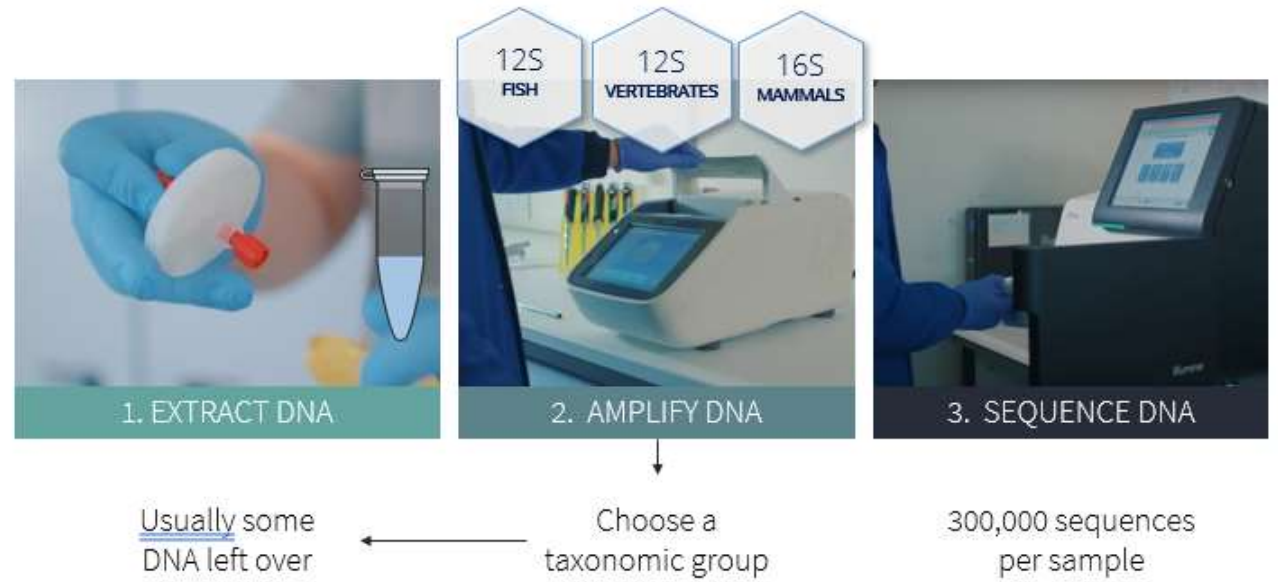 12S
FISH
12S
VERTEBRATES
16S
MAMMALS
1. EXTRACT DNA
2. AMPLIFY DNA
3. SEQUENCE DNA
Usually some
DNA left over
Choose a
taxonomic group
300,000 sequences
per sample